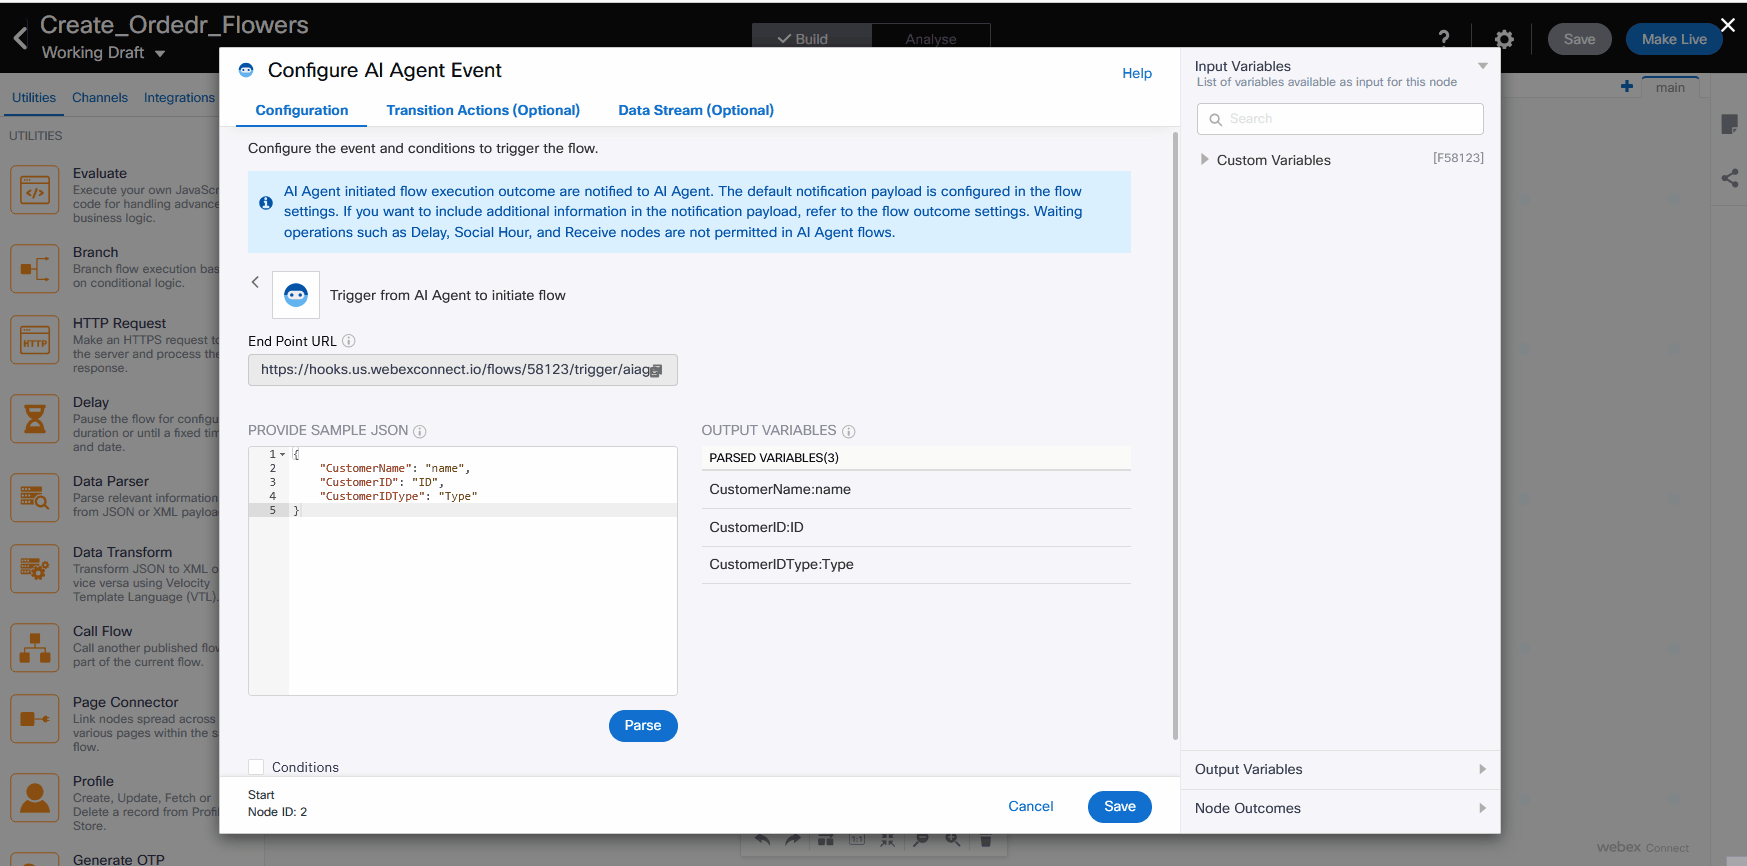 Create_Ordedr_Flowers
Working Draft
Build
Analyse
?
Save
Make Live
Utilities Channels Integrations
main
UTILITIES
Evaluate
Execute your own JavaScr
code for handling advance
business logic.
Branch
Branch flow execution bas
on conditional logic.
HTTP Request
HTTP
Make an HTTPS request to
the server and process the
response.
Delay
Pause the flow for configu
duration or until a fixed tim
and date.
Data Parser
Parse relevant information
from JSON or XML payloa
Data Transform
Transform JSON to XML o
vice versa using Velocity
Template Language (VTL).
Call Flow
Call another published flow
part of the current flow.
Page Connector
Link nodes spread across
various pages within the s
flow.
Profile
Create, Update, Fetch or
Delete a record from Profi
Store.
Generate OTP
Configure AI Agent Event
Help
Configuration Transition Actions (Optional) Data Stream (Optional)
Configure the event and conditions to trigger the flow.
AI Agent initiated flow execution outcome are notified to AI Agent. The default notification payload is configured in the flow
settings. If you want to include additional information in the notification payload, refer to the flow outcome settings. Waiting
operations such as Delay, Social Hour, and Receive nodes are not permitted in AI Agent flows.
Trigger from AI Agent to initiate flow
End Point URL
https://hooks.us.webexconnect.io/flows/58123/trigger/aiag
PROVIDE SAMPLE JSON
1 {
2 "CustomerName": "name",
3 "CustomerID": "ID",
4 "CustomerIDType": "Type"
5 }
Parse
OUTPUT VARIABLES
PARSED VARIABLES(3)
CustomerName:name
CustomerID:ID
CustomerIDType:Type
Conditions
Start
Node ID: 2
Cancel
Save
Input Variables
List of variables available as input for this node
Search
Custom Variables [F58123]
Output Variables
Node Outcomes
1:1
webex Connect